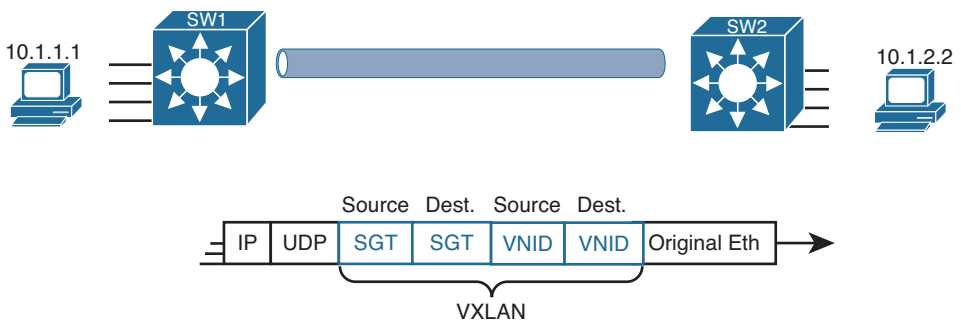 SW1
SW2
10.1.1.1
10.1.2.2
Source Dest. Source Dest.
IP UDP SGT SGT VNID VNID Original Eth
VXLAN